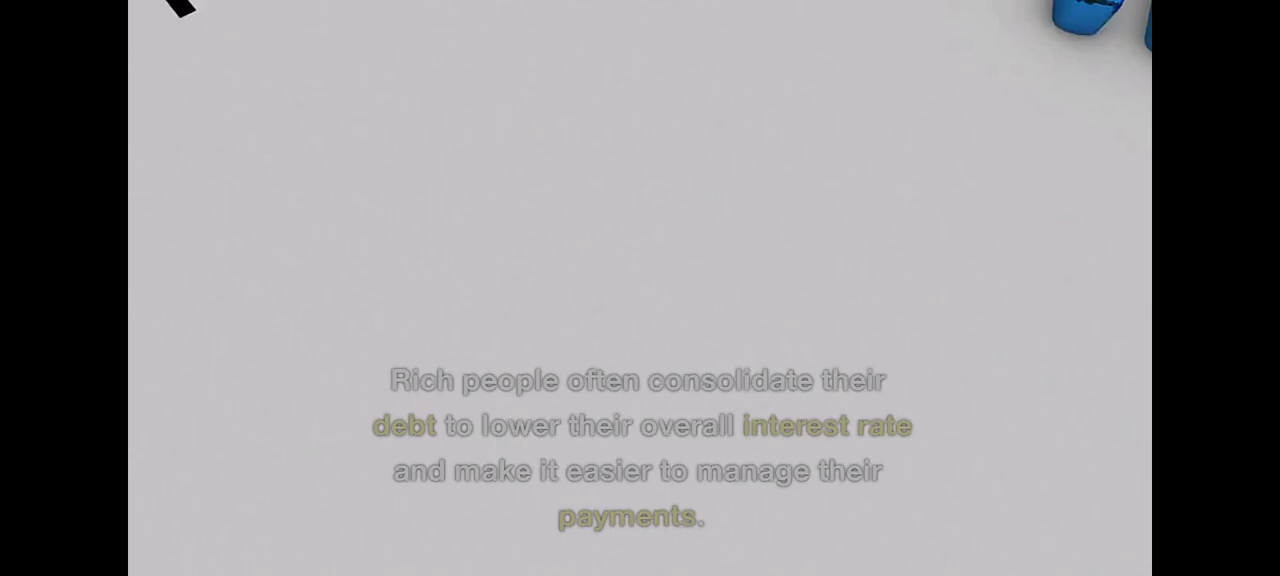 Rich people often consolidate their
debt to lower their overall interest rate
and make it easier to manage their
payments.